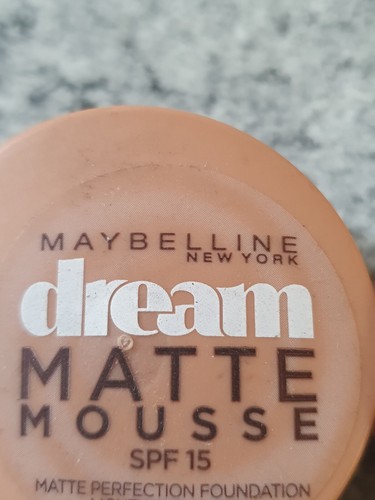 MAYBELLINE
NEW YORK
dream
MATTE
MOUSSE
SPF 15
MATTE PERFECTION FOUNDATION